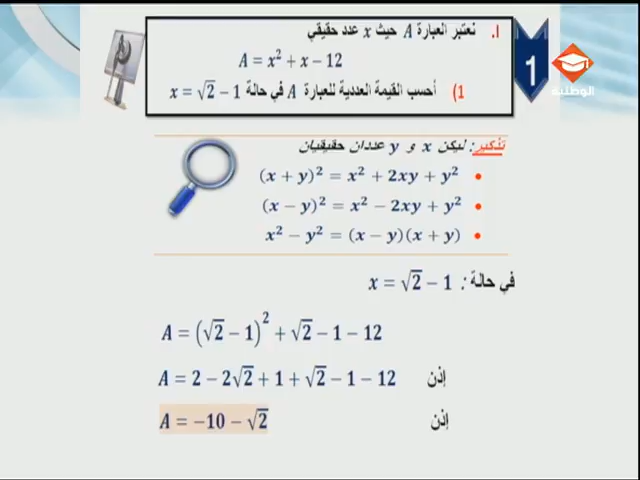 I. نعتبر العبارة A حيث x عدد حقيقي
A = x² + x − 12
1) أحسب القيمة العددية للعبارة A في حالة x = √2 − 1
1
الوطنية
تذكير: ليكن x و y عددان حقيقيان
• (x + y)² = x² + 2xy + y²
• (x − y)² = x² − 2xy + y²
• x² − y² = (x − y)(x + y)
في حالة : x = √2 − 1
A = (√2 − 1)² + √2 − 1 − 12
إذن A = 2 − 2√2 + 1 + √2 − 1 − 12
إذن A = −10 − √2